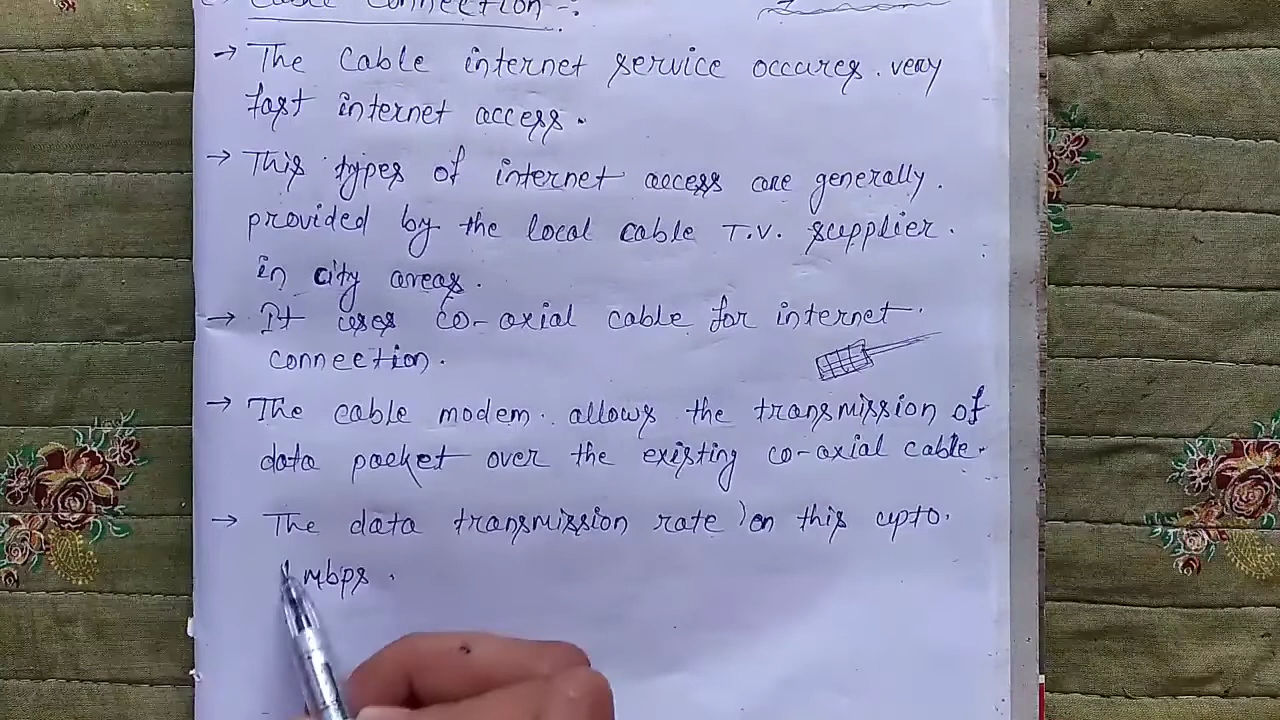 Cable Connection -:
→ The Cable internet service occures. very
fast internet access.
→ This types of internet access are generally.
provided by the local cable T.V. supplier.
in city areas.
→ It uses co-axial cable for internet.
connection.
→ The cable modem. allows the transmission of
data packet over the existing co-axial cable.
→ The data transmission rate on this upto.
mbps.